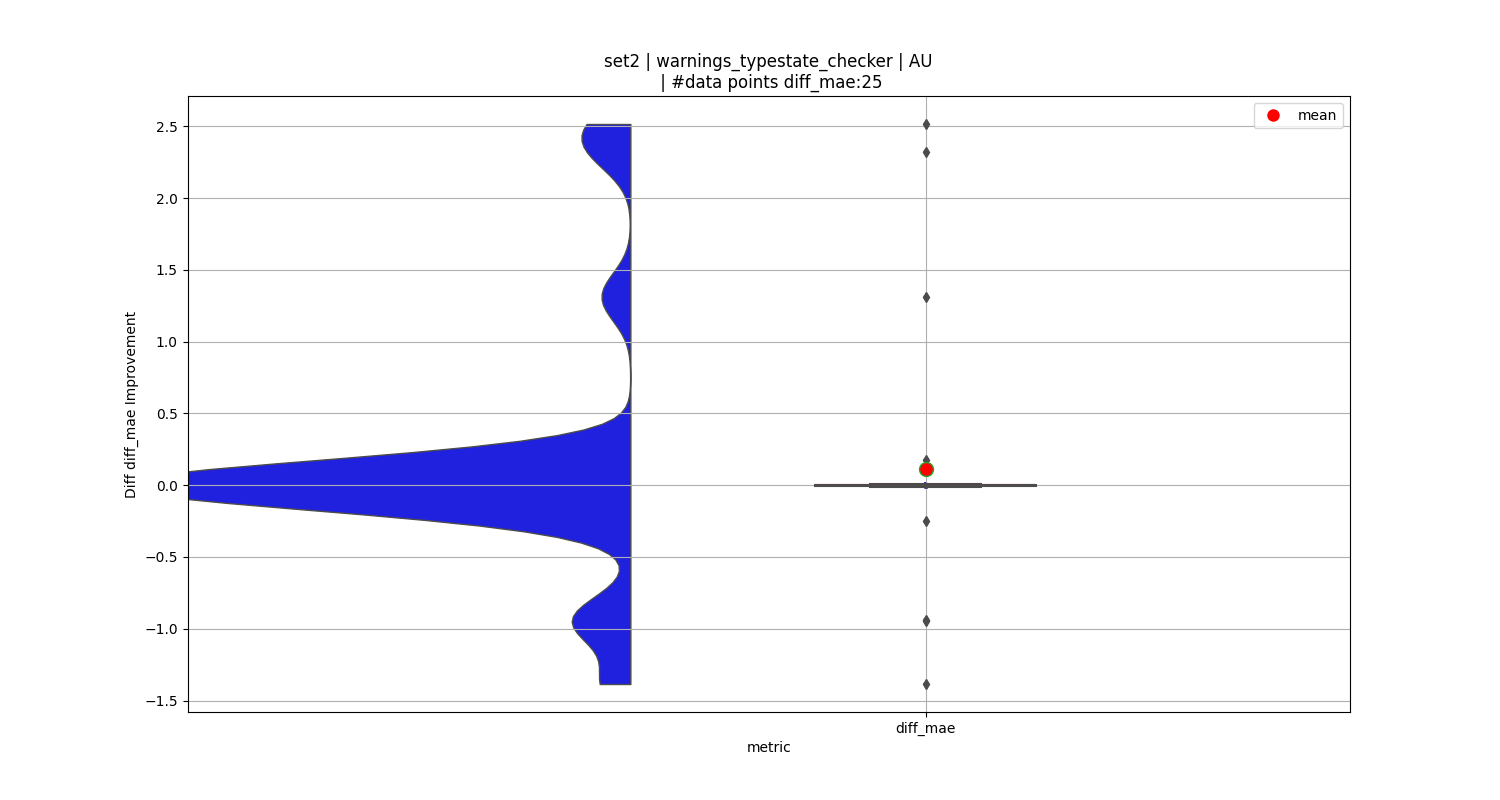 set2 | warnings_typestate_checker | AU
| #data points diff_mae:25
mean
2.5
2.0
1.5
1.0
0.5
0.0
−0.5
−1.0
−1.5
Diff diff_mae Improvement
diff_mae
metric